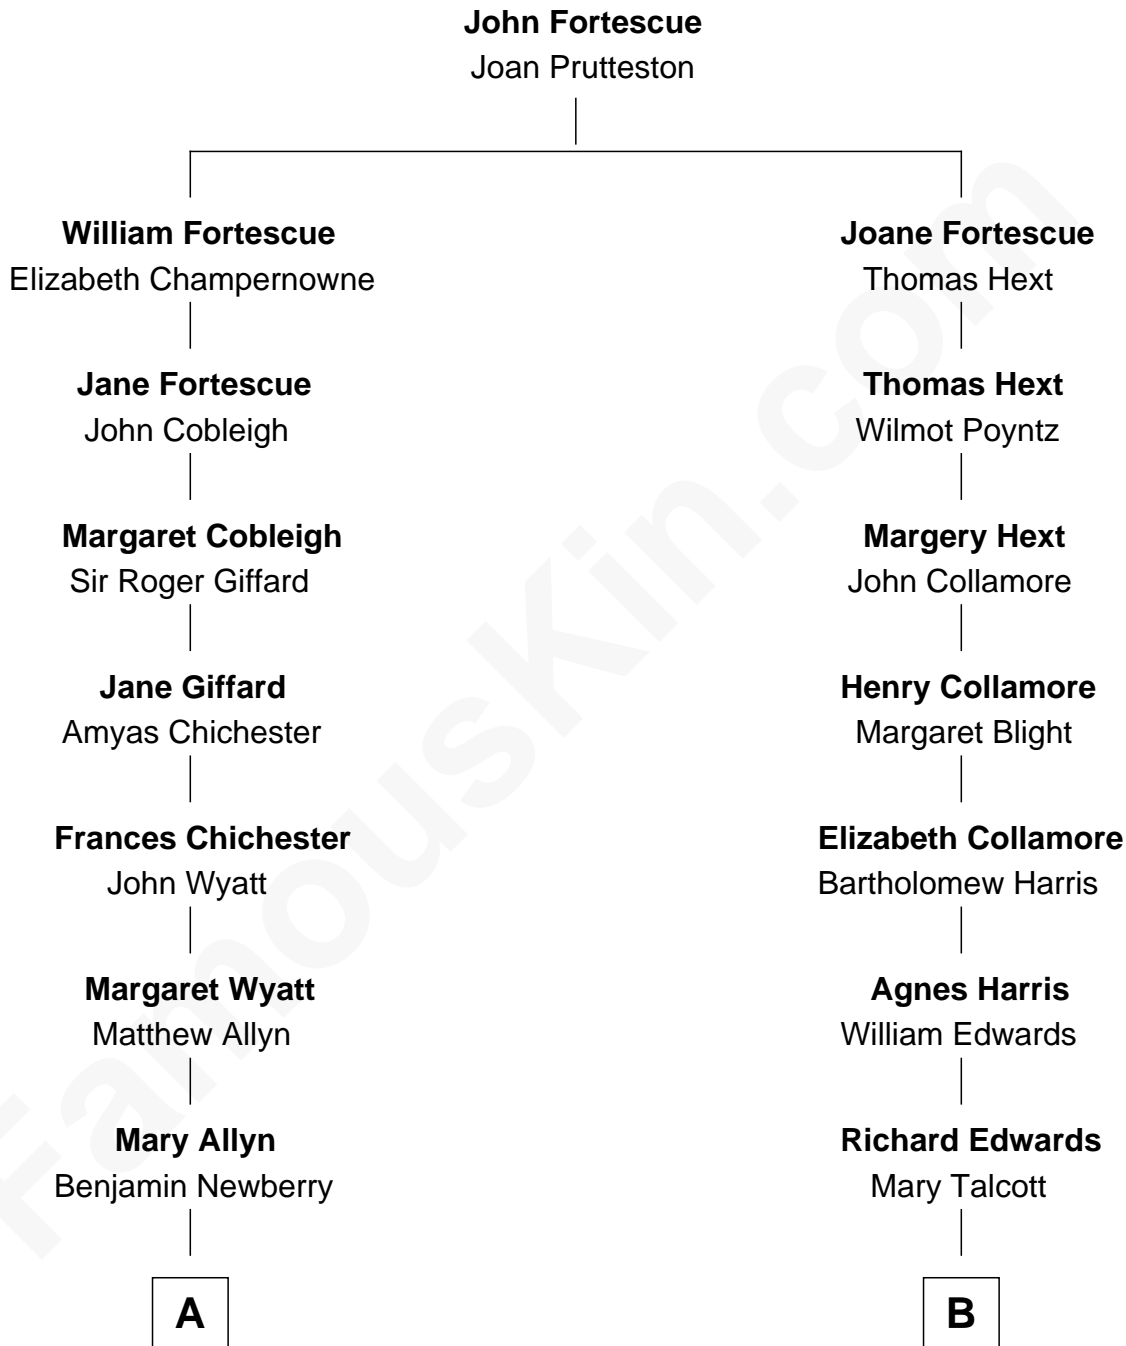 John Fortescue
Joan Prutteston
William Fortescue
Elizabeth Champernowne
Joane Fortescue
Thomas Hext
Jane Fortescue
John Cobleigh
Thomas Hext
Wilmot Poyntz
Margaret Cobleigh
Sir Roger Giffard
Margery Hext
John Collamore
Jane Giffard
Amyas Chichester
Henry Collamore
Margaret Blight
Frances Chichester
John Wyatt
Elizabeth Collamore
Bartholomew Harris
Margaret Wyatt
Matthew Allyn
Agnes Harris
William Edwards
Mary Allyn
Benjamin Newberry
Richard Edwards
Mary Talcott
A
B
FamousKin.com